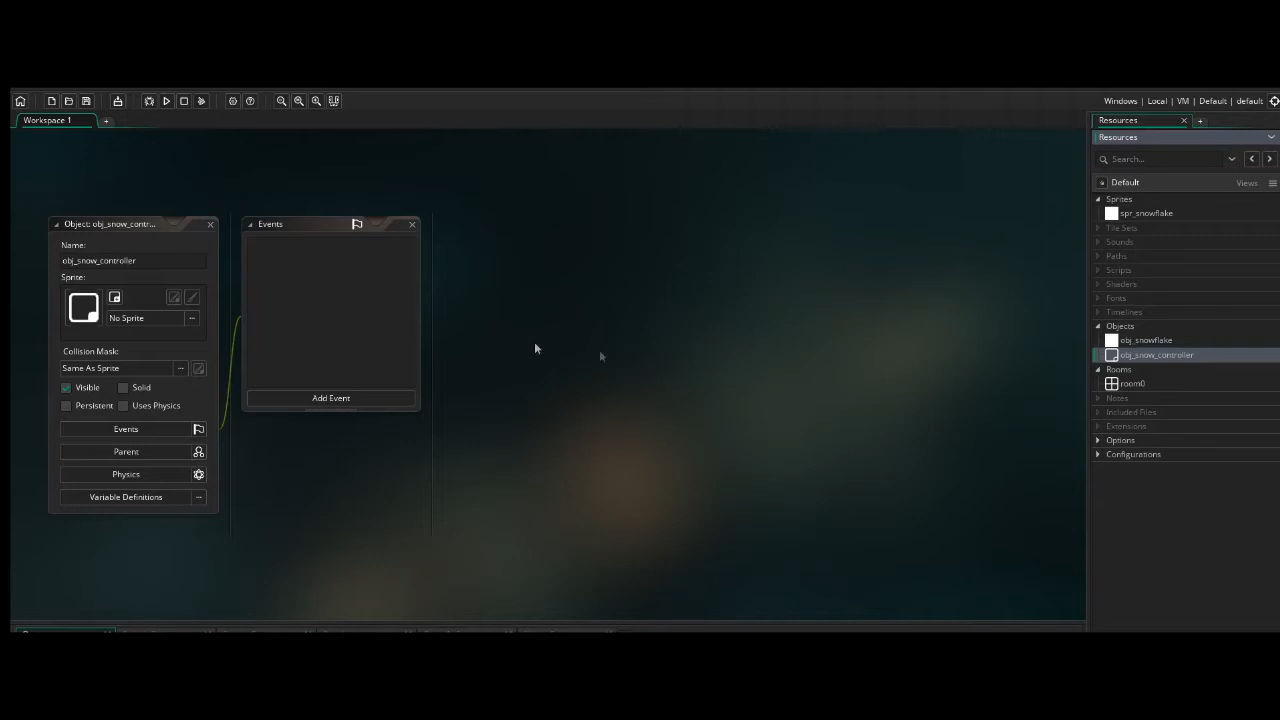 Windows | Local | VM | Default | default
Workspace 1
Resources
Resources
Search...
Default
Views
Object: obj_snow_contr...
Name:
obj_snow_controller
Sprite:
No Sprite
Collision Mask:
Same As Sprite
Visible
Solid
Persistent
Uses Physics
Events
Parent
Physics
Variable Definitions
Events
Add Event
Sprites
spr_snowflake
Tile Sets
Sounds
Paths
Scripts
Shaders
Fonts
Timelines
Objects
obj_snowflake
obj_snow_controller
Rooms
room0
Notes
Included Files
Extensions
Options
Configurations